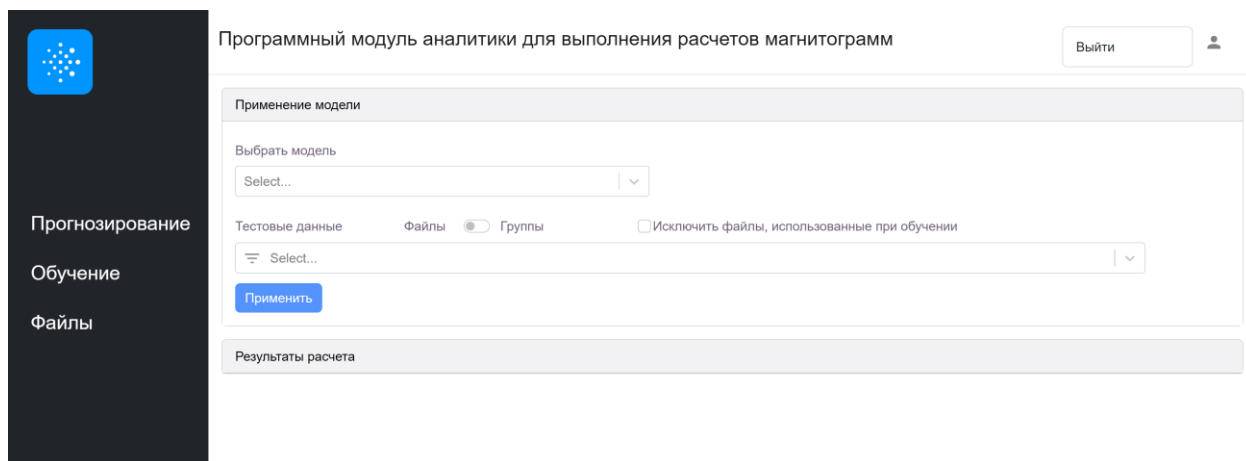 Программный модуль аналитики для выполнения расчетов магнитограмм
Выйти
Прогнозирование
Обучение
Файлы
Применение модели
Выбрать модель
Select...
Тестовые данные Файлы Группы Исключить файлы, использованные при обучении
Select...
Применить
Результаты расчета